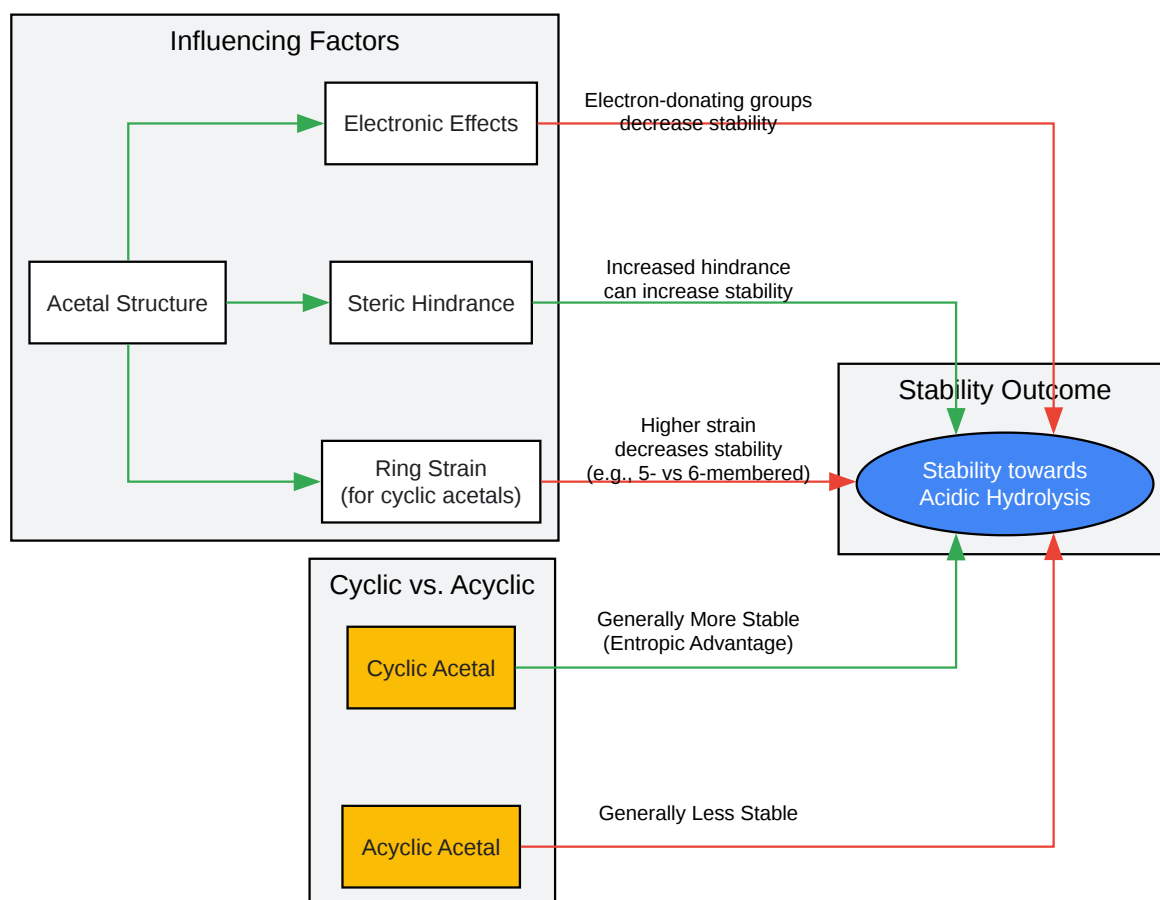 Influencing Factors
Electronic Effects
Electron-donating groups
decrease stability
Acetal Structure
Steric Hindrance
Increased hindrance
can increase stability
Ring Strain
(for cyclic acetals)
Higher strain
decreases stability
(e.g., 5- vs 6-membered)
Stability Outcome
Stability towards
Acidic Hydrolysis
Cyclic vs. Acyclic
Cyclic Acetal
Generally More Stable
(Entropic Advantage)
Acyclic Acetal
Generally Less Stable